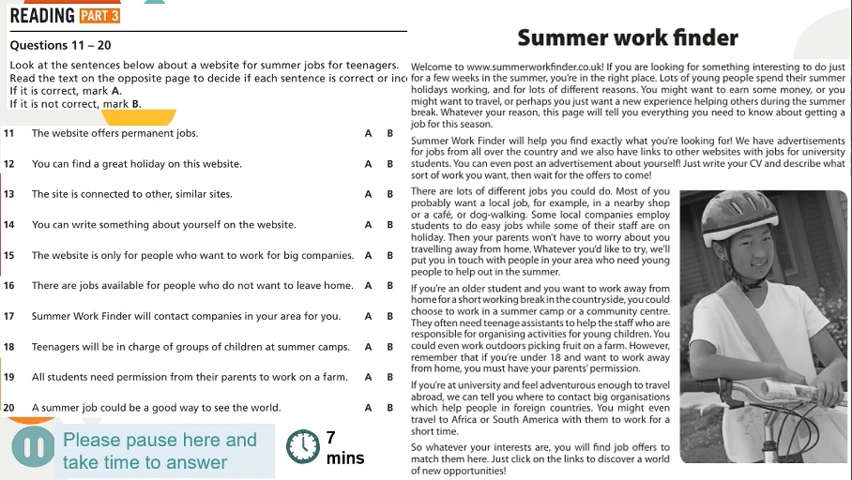 READING PART 3
Questions 11 – 20
Look at the sentences below about a website for summer jobs for teenagers.
Read the text on the opposite page to decide if each sentence is correct or inc
If it is correct, mark A.
If it is not correct, mark B.
11 The website offers permanent jobs. A B
12 You can find a great holiday on this website. A B
13 The site is connected to other, similar sites. A B
14 You can write something about yourself on the website. A B
15 The website is only for people who want to work for big companies. A B
16 There are jobs available for people who do not want to leave home. A B
17 Summer Work Finder will contact companies in your area for you. A B
18 Teenagers will be in charge of groups of children at summer camps. A B
19 All students need permission from their parents to work on a farm. A B
20 A summer job could be a good way to see the world. A B
Please pause here and
take time to answer
7
mins
Summer work finder
Welcome to www.summerworkfinder.co.uk! If you are looking for something interesting to do just
for a few weeks in the summer, you're in the right place. Lots of young people spend their summer
holidays working, and for lots of different reasons. You might want to earn some money, or you
might want to travel, or perhaps you just want a new experience helping others during the summer
break. Whatever your reason, this page will tell you everything you need to know about getting a
job for this season.
Summer Work Finder will help you find exactly what you're looking for! We have advertisements
for jobs from all over the country and we also have links to other websites with jobs for university
students. You can even post an advertisement about yourself! Just write your CV and describe what
sort of work you want, then wait for the offers to come!
There are lots of different jobs you could do. Most of you
probably want a local job, for example, in a nearby shop
or a café, or dog-walking. Some local companies employ
students to do easy jobs while some of their staff are on
holiday. Then your parents won't have to worry about you
travelling away from home. Whatever you'd like to try, we'll
put you in touch with people in your area who need young
people to help out in the summer.
If you're an older student and you want to work away from
home for a short working break in the countryside, you could
choose to work in a summer camp or a community centre.
They often need teenage assistants to help the staff who are
responsible for organising activities for young children. You
could even work outdoors picking fruit on a farm. However,
remember that if you're under 18 and want to work away
from home, you must have your parents' permission.
If you're at university and feel adventurous enough to travel
abroad, we can tell you where to contact big organisations
which help people in foreign countries. You might even
travel to Africa or South America with them to work for a
short time.
So whatever your interests are, you will find job offers to
match them here. Just click on the links to discover a world
of new opportunities!